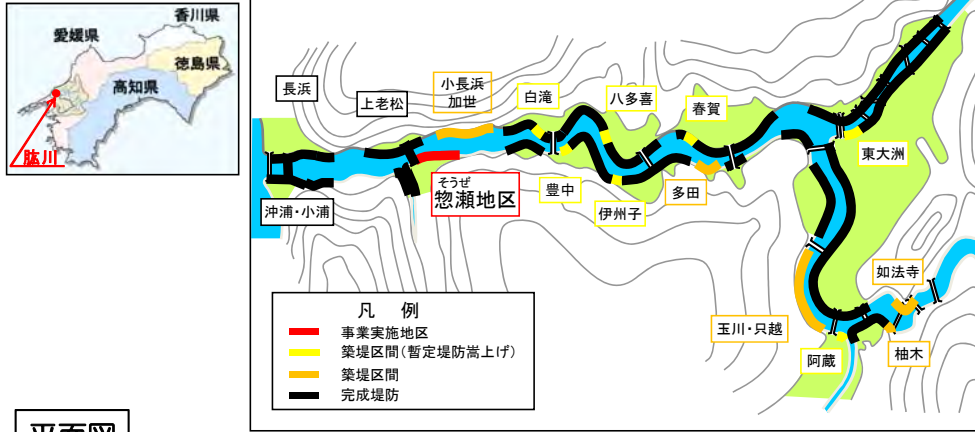 香川県
愛媛県
徳島県
高知県
肱川
長浜
上老松
小長浜
加世
白滝
八多喜
春賀
東大洲
沖浦・小浦
そうぜ
惣瀬地区
豊中
伊州子
多田
如法寺
玉川・只越
阿蔵
柚木
凡 例
事業実施地区
築堤区間(暫定堤防嵩上げ)
築堤区間
完成堤防
平面図